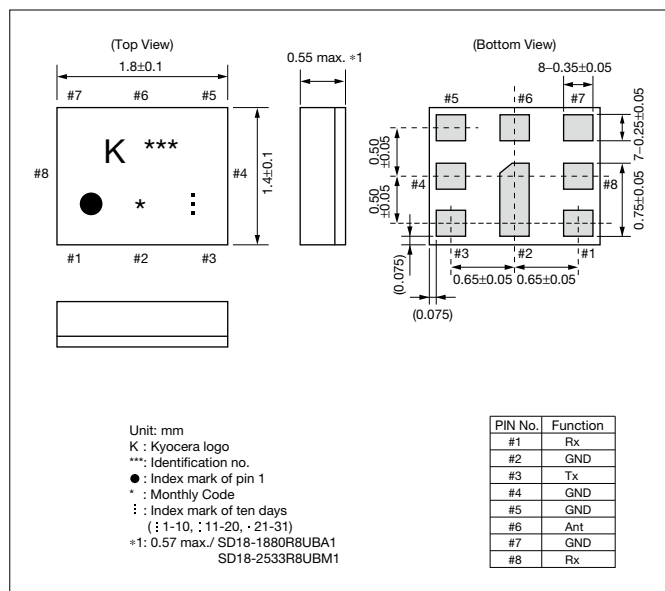 (Top View)
1.8±0.1
#7 #6 #5
K ***
#8 #4
*
#1 #2 #3
1.4±0.1
0.55 max. *1
(Bottom View)
8–0.35±0.05
#5 #6 #7
7–0.25±0.05
0.50
±0.05
#4 #8
0.50
±0.05
0.75±0.05
#3 #2 #1
(0.075)
0.65±0.05 0.65±0.05
(0.075)
Unit: mm
K : Kyocera logo
***: Identification no.
● : Index mark of pin 1
* : Monthly Code
⋮ : Index mark of ten days
(⋮1-10, :11-20, ·21-31)
*1: 0.57 max./ SD18-1880R8UBA1
SD18-2533R8UBM1
PIN No. Function
#1 Rx
#2 GND
#3 Tx
#4 GND
#5 GND
#6 Ant
#7 GND
#8 Rx